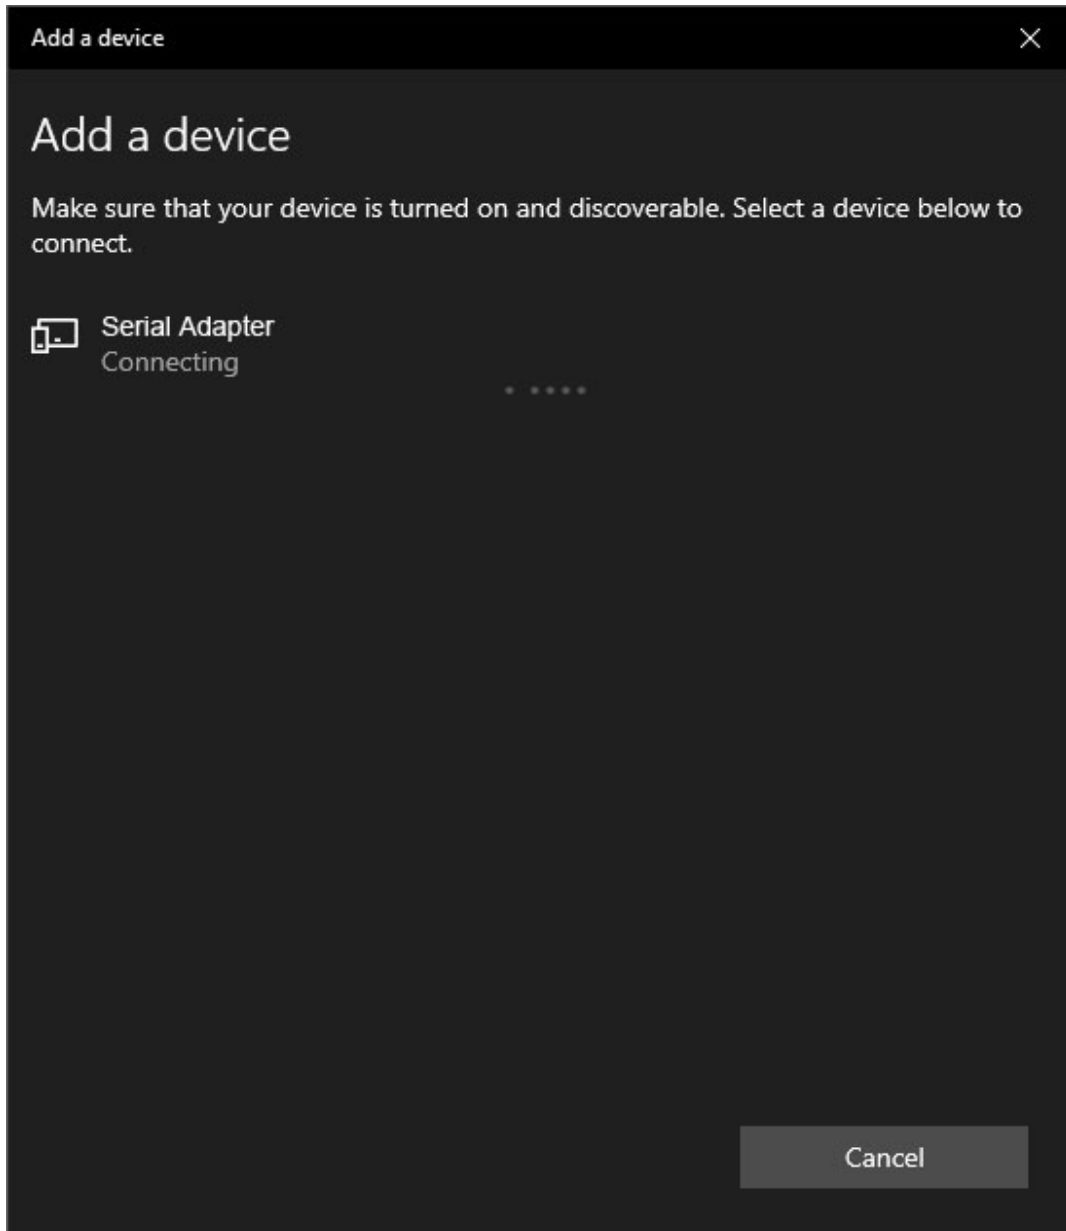 Add a device
Add a device
Make sure that your device is turned on and discoverable. Select a device below to
connect.
Serial Adapter
Connecting
Cancel